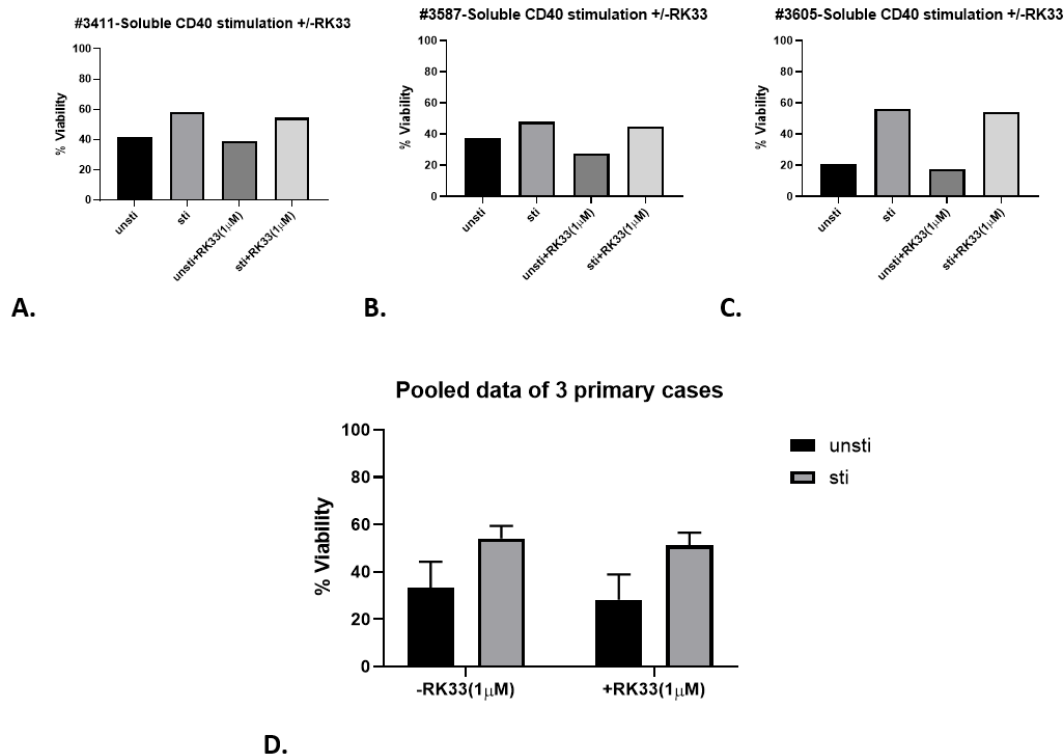 #3411-Soluble CD40 stimulation +/-RK33
100
80
60
40
20
0
% Viability
unsti
sti
unsti+RK33(1μM)
sti+RK33(1μM)
A.
#3587-Soluble CD40 stimulation +/-RK33
100
80
60
40
20
0
% Viability
unsti
sti
unsti+RK33(1μM)
sti+RK33(1μM)
B.
#3605-Soluble CD40 stimulation +/-RK33
100
80
60
40
20
0
% Viability
unsti
sti
unsti+RK33(1μM)
sti+RK33(1μM)
C.
Pooled data of 3 primary cases
100
80
60
40
20
0
% Viability
-RK33(1μM)
+RK33(1μM)
unsti
sti
D.